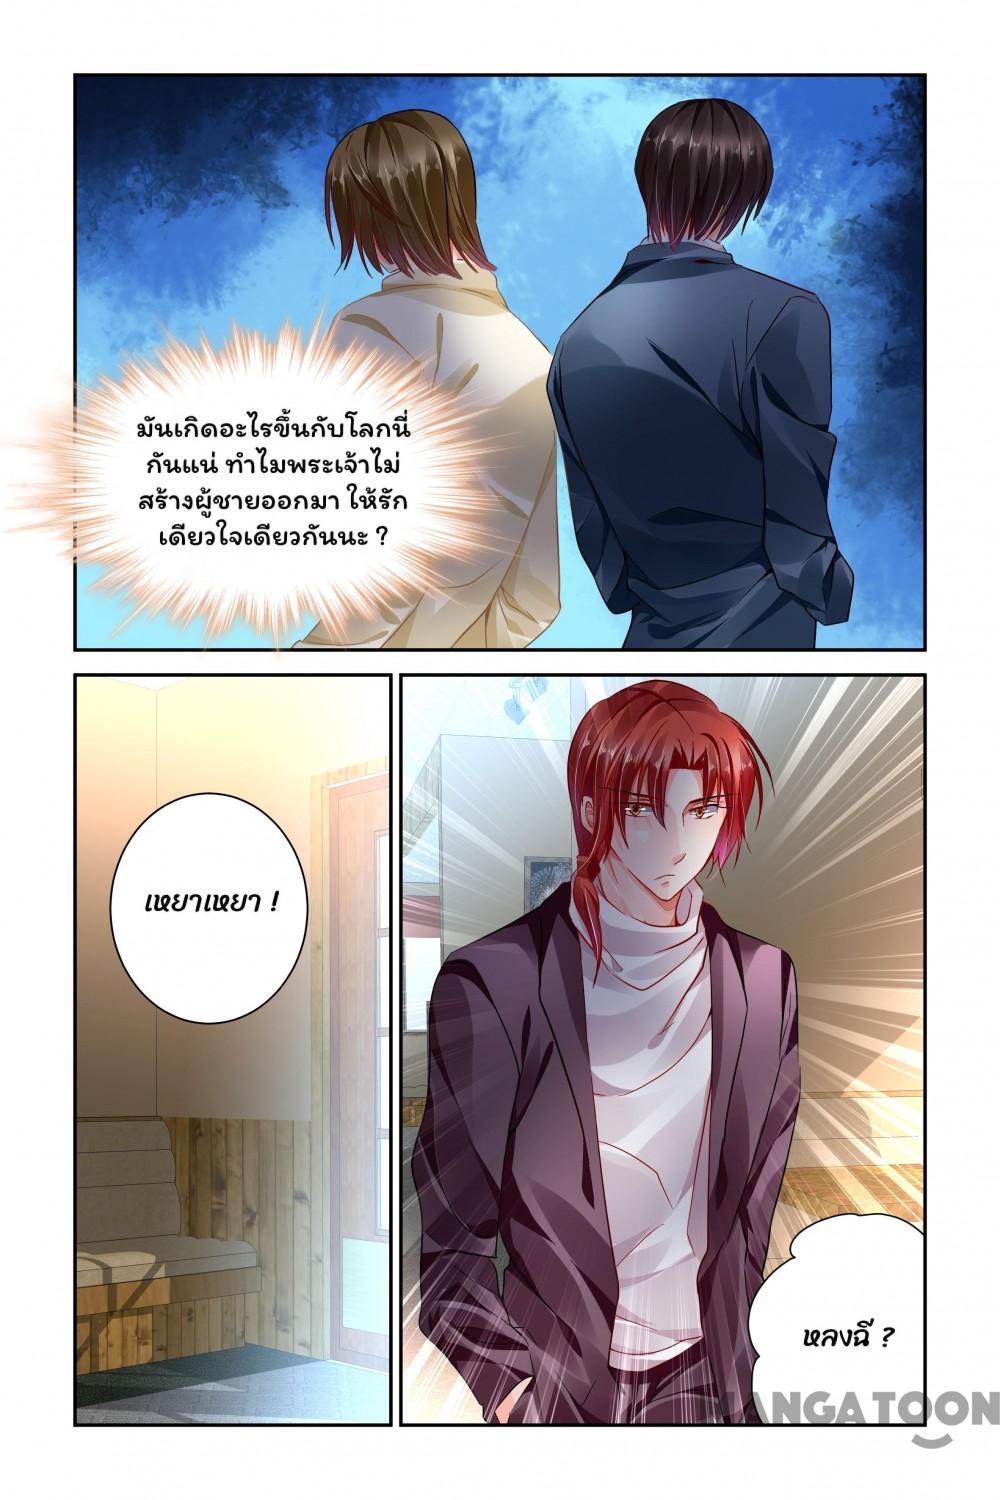 มันเกิดอะไรขึ้นกับโลกนี่
กันแน่ ทำไมพระเจ้าไม่
สร้างผู้ชายออกมา ให้รัก
เดียวใจเดียวกันนะ ?
เหยาเหยา !
หลงฉี ?
MANGATOON